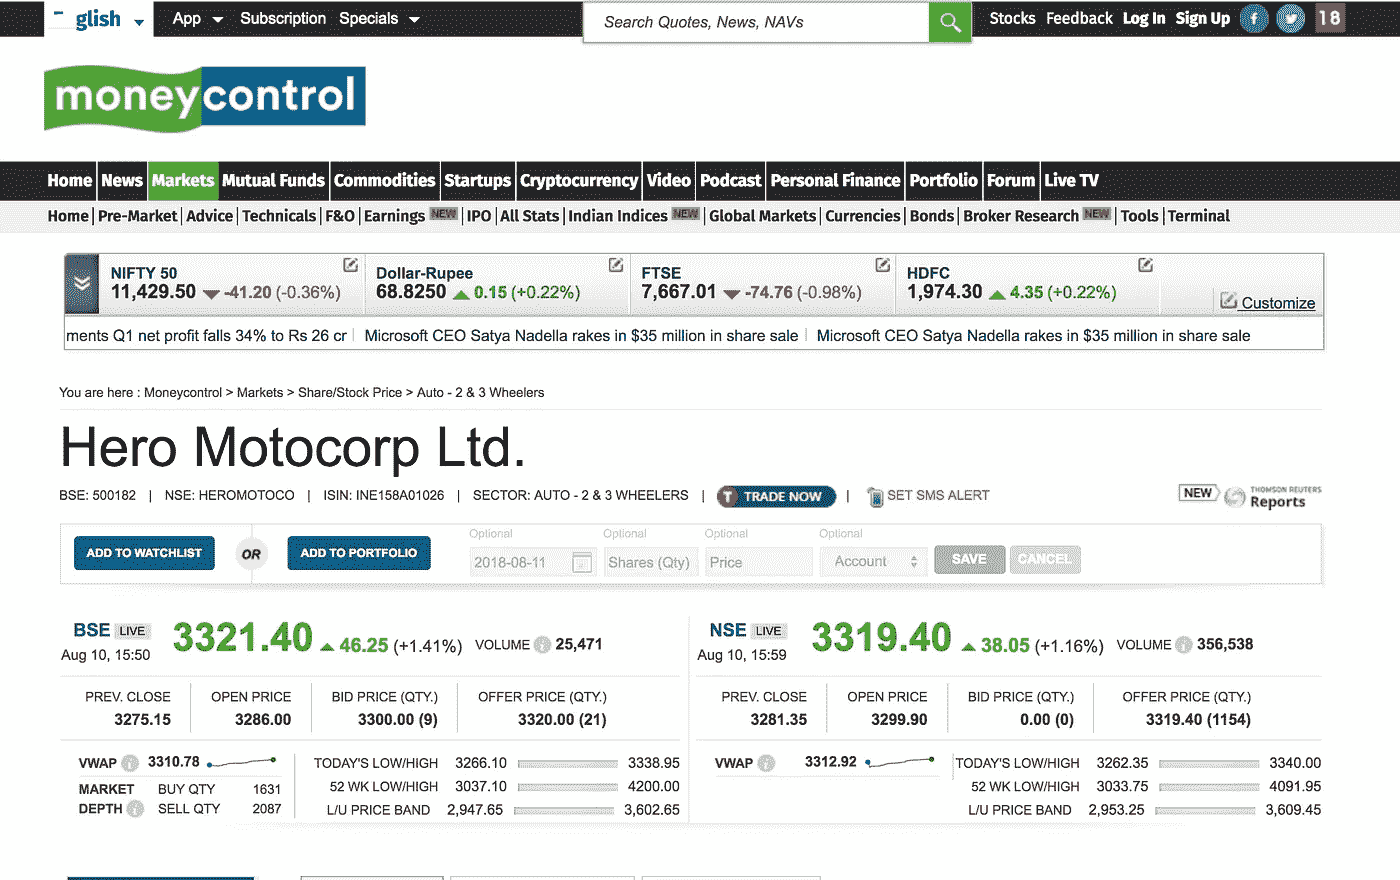 glish App Subscription Specials Search Quotes, News, NAVs Stocks Feedback Log In Sign Up 18
moneycontrol
Home News Markets Mutual Funds Commodities Startups Cryptocurrency Video Podcast Personal Finance Portfolio Forum Live TV
Home | Pre-Market | Advice | Technicals | F&O | Earnings NEW | IPO | All Stats | Indian Indices NEW | Global Markets | Currencies | Bonds | Broker Research NEW | Tools | Terminal
NIFTY 50 Dollar-Rupee FTSE HDFC
11,429.50 -41.20 (-0.36%) 68.8250 0.15 (+0.22%) 7,667.01 -74.76 (-0.98%) 1,974.30 4.35 (+0.22%)
Customize
ments Q1 net profit falls 34% to Rs 26 cr | Microsoft CEO Satya Nadella rakes in $35 million in share sale | Microsoft CEO Satya Nadella rakes in $35 million in share sale
You are here : Moneycontrol > Markets > Share/Stock Price > Auto - 2 & 3 Wheelers
Hero Motocorp Ltd.
BSE: 500182 | NSE: HEROMOTOCO | ISIN: INE158A01026 | SECTOR: AUTO - 2 & 3 WHEELERS | T TRADE NOW | SET SMS ALERT NEW THOMSON REUTERS Reports
Optional Optional Optional Optional
ADD TO WATCHLIST OR ADD TO PORTFOLIO 2018-08-11 Shares (Qty) Price Account SAVE CANCEL
BSE LIVE 3321.40 46.25 (+1.41%) VOLUME 25,471
Aug 10, 15:50
PREV. CLOSE OPEN PRICE BID PRICE (QTY.) OFFER PRICE (QTY.)
3275.15 3286.00 3300.00 (9) 3320.00 (21)
VWAP 3310.78
MARKET DEPTH
BUY QTY 1631
SELL QTY 2087
TODAY'S LOW/HIGH 3266.10 3338.95
52 WK LOW/HIGH 3037.10 4200.00
L/U PRICE BAND 2,947.65 3,602.65
NSE LIVE 3319.40 38.05 (+1.16%) VOLUME 356,538
Aug 10, 15:59
PREV. CLOSE OPEN PRICE BID PRICE (QTY.) OFFER PRICE (QTY.)
3281.35 3299.90 0.00 (0) 3319.40 (1154)
VWAP 3312.92
TODAY'S LOW/HIGH 3262.35 3340.00
52 WK LOW/HIGH 3033.75 4091.95
L/U PRICE BAND 2,953.25 3,609.45